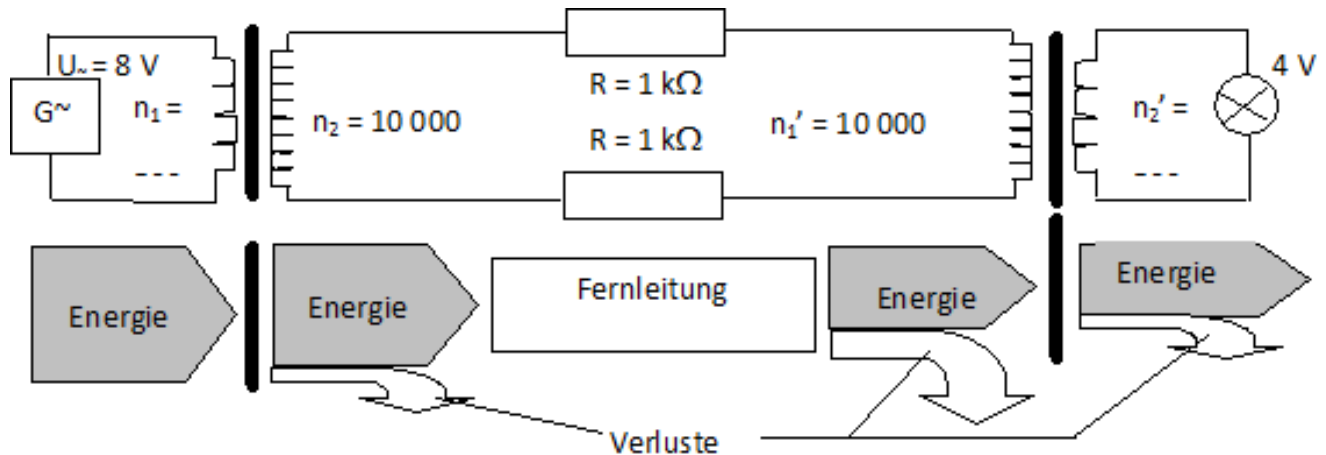 U~ = 8 V
G~
n₁ =
- - -
n₂ = 10 000
R = 1 kΩ
R = 1 kΩ
n₁’ = 10 000
n₂’ =
- - -
4 V
Energie
Energie
Fernleitung
Energie
Energie
Verluste